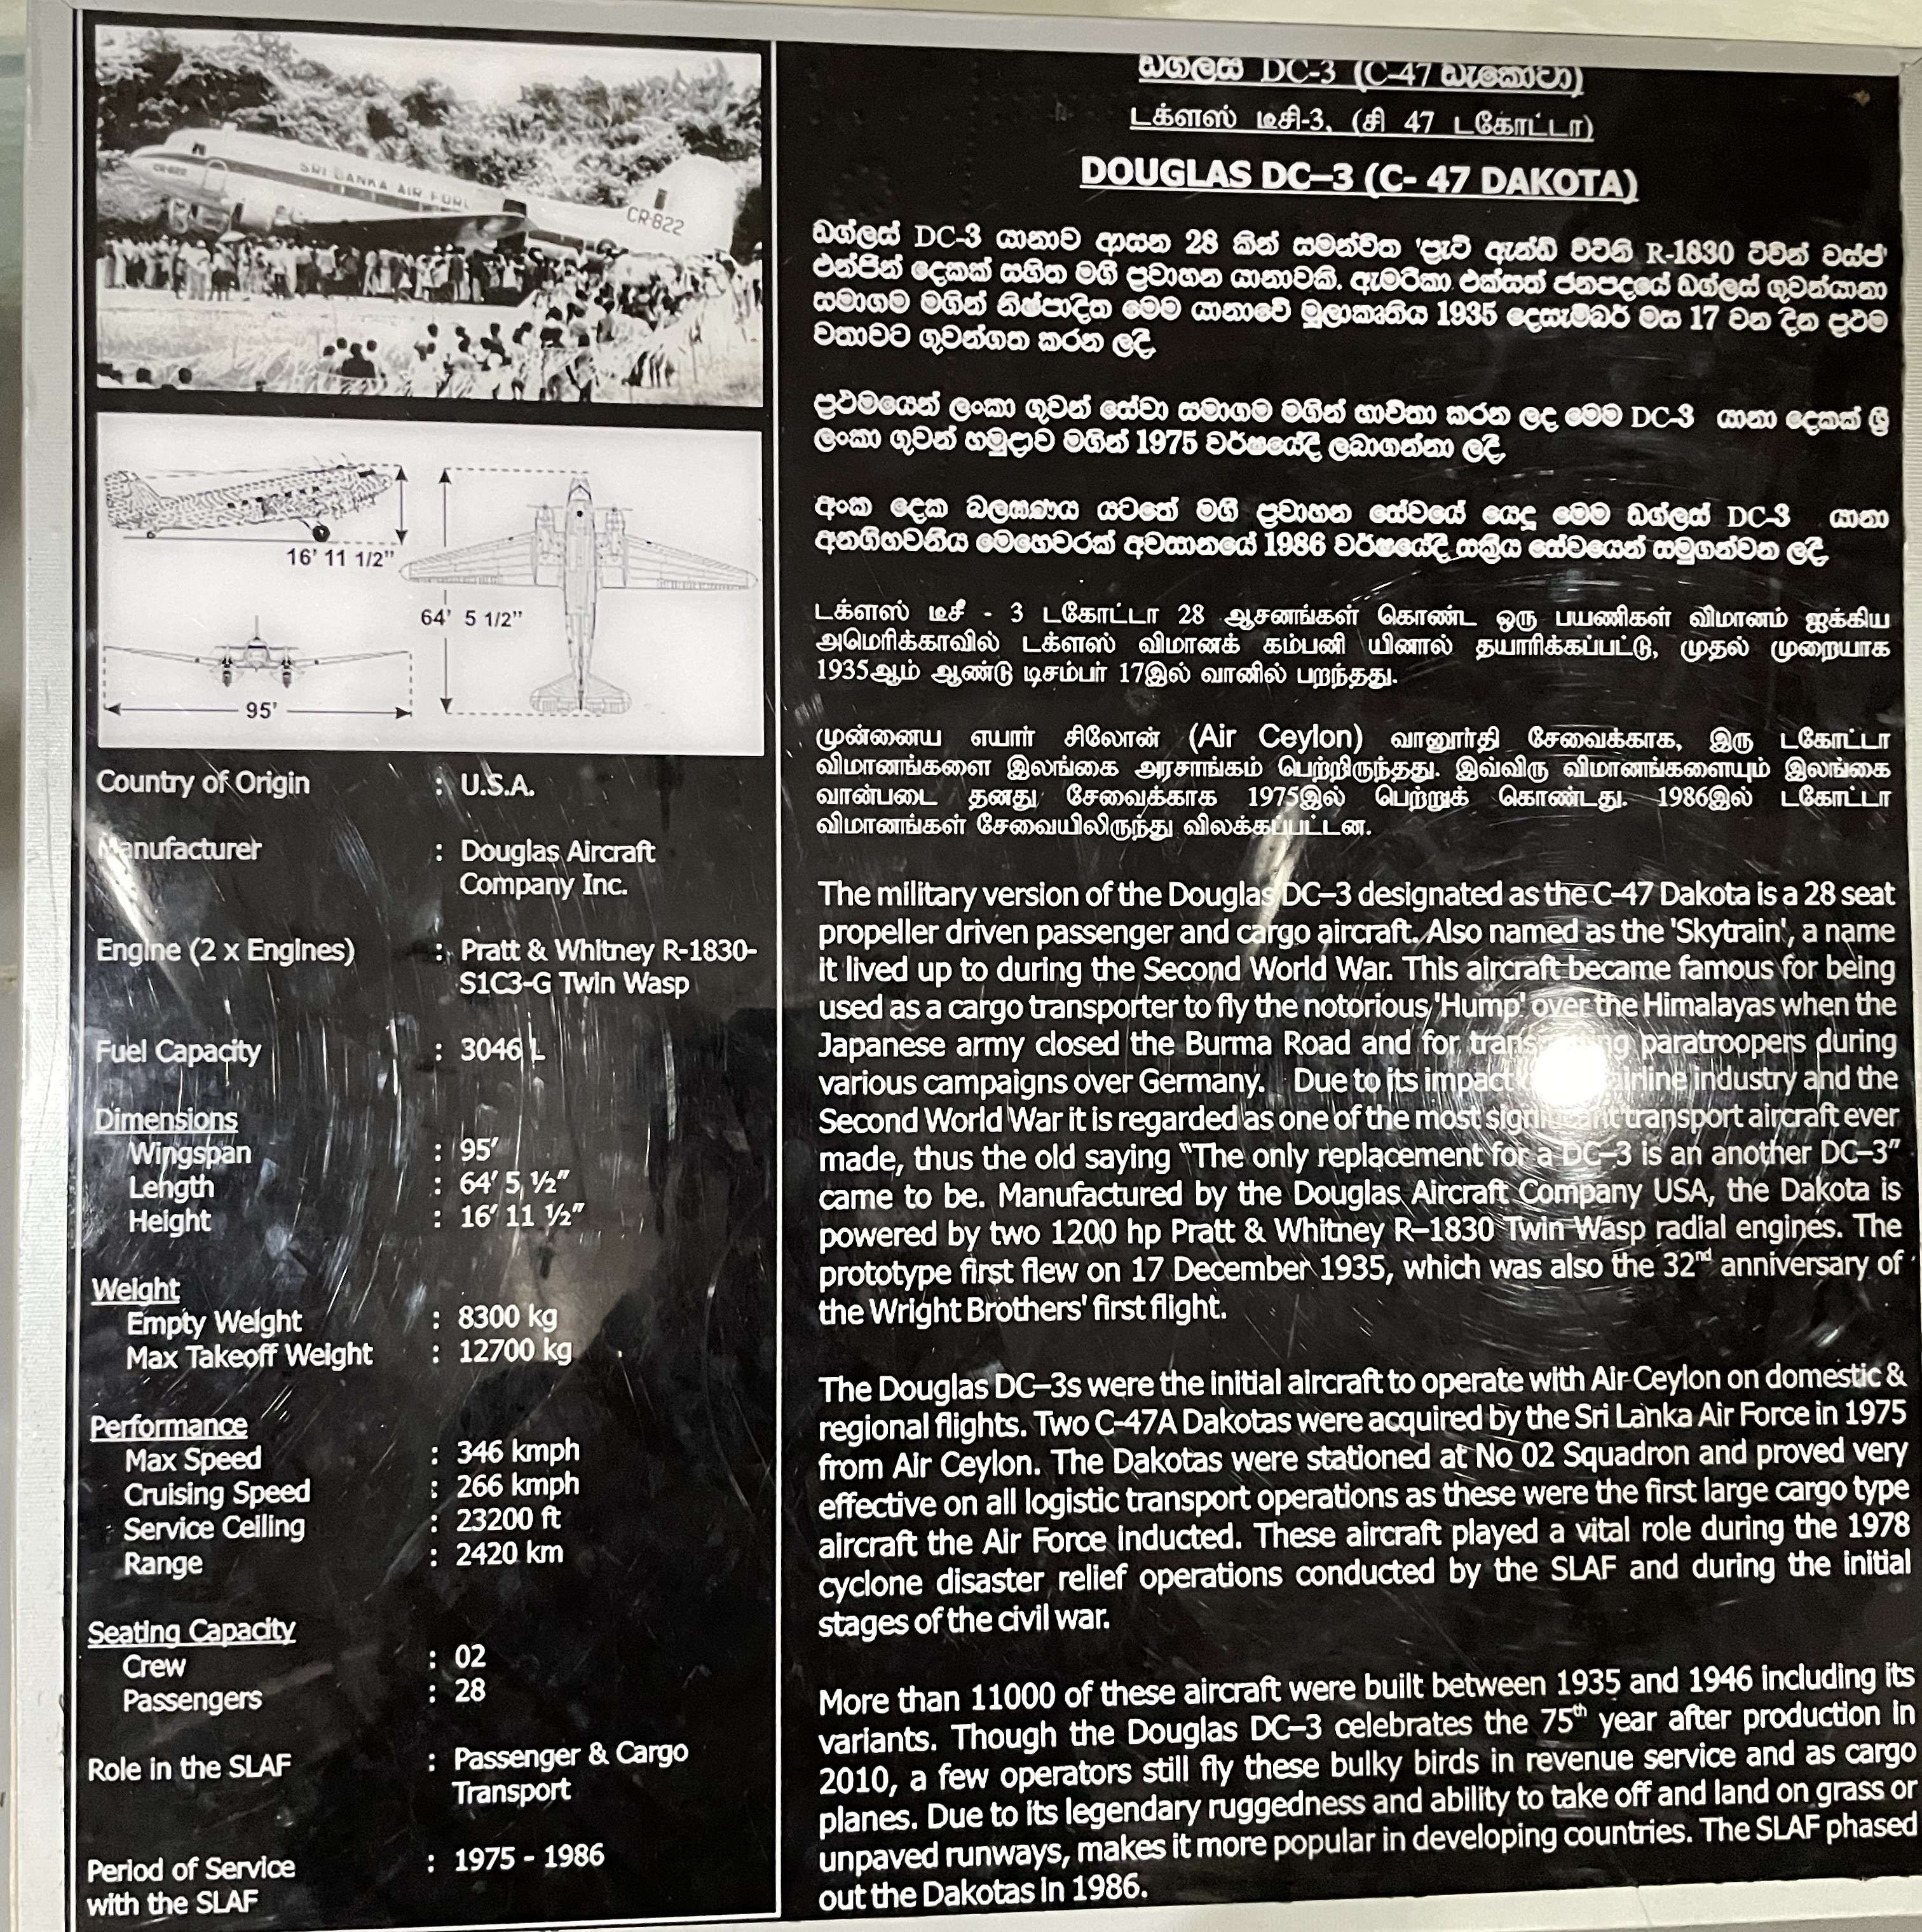 SRI LANKA AIR FORC
CR-822
CR-822
16' 11 1/2"
64' 5 1/2"
95'
Country of Origin : U.S.A.
Manufacturer : Douglas Aircraft
Company Inc.
Engine (2 x Engines) : Pratt & Whitney R-1830-
S1C3-G Twin Wasp
Fuel Capacity : 3046 L
Dimensions
Wingspan : 95'
Length : 64' 5 ½"
Height : 16' 11 ½"
Weight
Empty Weight : 8300 kg
Max Takeoff Weight : 12700 kg
Performance
Max Speed : 346 kmph
Cruising Speed : 266 kmph
Service Ceiling : 23200 ft
Range : 2420 km
Seating Capacity
Crew : 02
Passengers : 28
Role in the SLAF : Passenger & Cargo
Transport
Period of Service : 1975 - 1986
with the SLAF
ඩග්ලස් DC-3 (C-47 ඩැකෝටා)
டக்ளஸ் டீசி-3, (சி 47 டகோட்டா)
DOUGLAS DC–3 (C- 47 DAKOTA)
ඩග්ලස් DC-3 යානාව ආසන 28 කින් සමන්විත 'ප්‍රැට් ඇන්ඩ් විට්නි R-1830 ට්වින් වස්ප්'
එන්ජින් දෙකක් සහිත මගී ප්‍රවාහන යානාවකි. ඇමරිකා එක්සත් ජනපදයේ ඩග්ලස් ගුවන්යානා
සමාගම මගින් නිෂ්පාදිත මෙම යානාවේ මූලාකෘතිය 1935 දෙසැම්බර් මස 17 වන දින ප්‍රථම
වතාවට ගුවන්ගත කරන ලදී.
ප්‍රථමයෙන් ලංකා ගුවන් සේවා සමාගම මගින් භාවිතා කරන ලද මෙම DC-3 යානා දෙකක් ශ්‍රී
ලංකා ගුවන් හමුදාව මගින් 1975 වර්ෂයේදී ලබාගන්නා ලදී.
අංක දෙක බලඝණය යටතේ මගී ප්‍රවාහන සේවයේ යෙදූ මෙම ඩග්ලස් DC-3 යානා
අනගිභවනීය මෙහෙවරක් අවසානයේ 1986 වර්ෂයේදී සක්‍රීය සේවයෙන් සමුගන්වන ලදී.
டக்ளஸ் டீசீ - 3 டகோட்டா 28 ஆசனங்கள் கொண்ட ஒரு பயணிகள் விமானம் ஐக்கிய
அமெரிக்காவில் டக்ளஸ் விமானக் கம்பனி யினால் தயாரிக்கப்பட்டு, முதல் முறையாக
1935ஆம் ஆண்டு டிசம்பர் 17இல் வானில் பறந்தது.
முன்னைய எயார் சிலோன் (Air Ceylon) வானூர்தி சேவைக்காக, இரு டகோட்டா
விமானங்களை இலங்கை அரசாங்கம் பெற்றிருந்தது. இவ்விரு விமானங்களையும் இலங்கை
வான்படை தனது சேவைக்காக 1975இல் பெற்றுக் கொண்டது. 1986இல் டகோட்டா
விமானங்கள் சேவையிலிருந்து விலக்கப்பட்டன.
The military version of the Douglas DC–3 designated as the C-47 Dakota is a 28 seat
propeller driven passenger and cargo aircraft. Also named as the 'Skytrain', a name
it lived up to during the Second World War. This aircraft became famous for being
used as a cargo transporter to fly the notorious 'Hump' over the Himalayas when the
Japanese army closed the Burma Road and for paratroopers during
various campaigns over Germany. Due to its impact airline industry and the
Second World War it is regarded as one of the most significant transport aircraft ever
made, thus the old saying "The only replacement for a DC–3 is an another DC–3"
came to be. Manufactured by the Douglas Aircraft Company USA, the Dakota is
powered by two 1200 hp Pratt & Whitney R–1830 Twin Wasp radial engines. The
prototype first flew on 17 December 1935, which was also the 32nd anniversary of
the Wright Brothers' first flight.
The Douglas DC–3s were the initial aircraft to operate with Air Ceylon on domestic &
regional flights. Two C-47A Dakotas were acquired by the Sri Lanka Air Force in 1975
from Air Ceylon. The Dakotas were stationed at No 02 Squadron and proved very
effective on all logistic transport operations as these were the first large cargo type
aircraft the Air Force inducted. These aircraft played a vital role during the 1978
cyclone disaster relief operations conducted by the SLAF and during the initial
stages of the civil war.
More than 11000 of these aircraft were built between 1935 and 1946 including its
variants. Though the Douglas DC–3 celebrates the 75th year after production in
2010, a few operators still fly these bulky birds in revenue service and as cargo
planes. Due to its legendary ruggedness and ability to take off and land on grass or
unpaved runways, makes it more popular in developing countries. The SLAF phased
out the Dakotas in 1986.